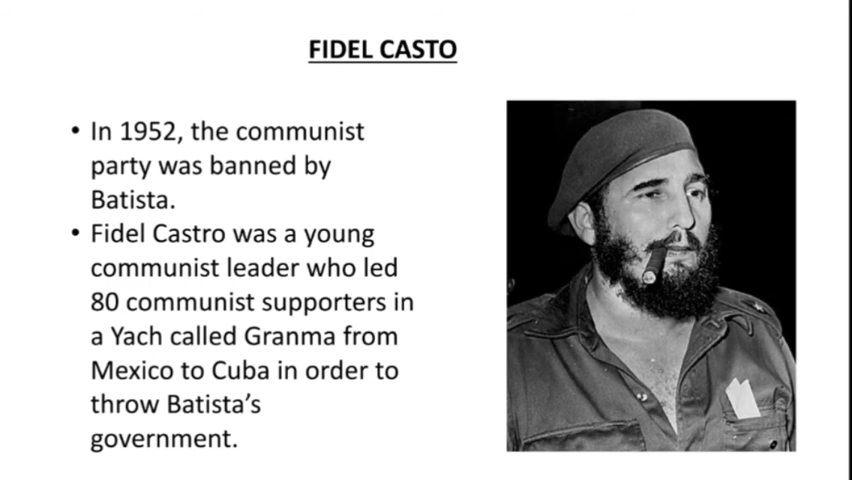 FIDEL CASTO
• In 1952, the communist
party was banned by
Batista.
• Fidel Castro was a young
communist leader who led
80 communist supporters in
a Yach called Granma from
Mexico to Cuba in order to
throw Batista’s
government.